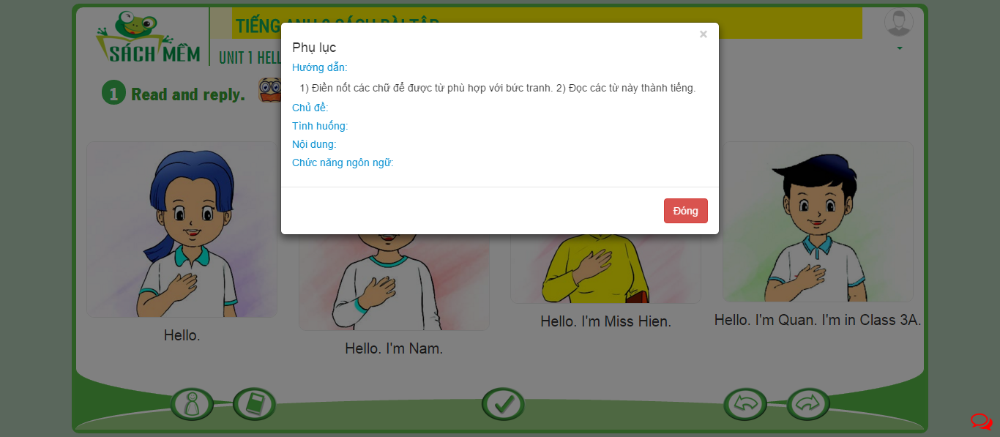 SÁCH MỀM
TIẾNG ANH 3 SÁCH BÀI TẬP
UNIT 1 HELL
1 Read and reply.
×
Phụ lục
Hướng dẫn:
1) Điền nốt các chữ để được từ phù hợp với bức tranh. 2) Đọc các từ này thành tiếng.
Chủ đề:
Tình huống:
Nội dung:
Chức năng ngôn ngữ:
Đóng
Hello.
Hello. I'm Nam.
Hello. I'm Miss Hien.
Hello. I'm Quan. I'm in Class 3A.